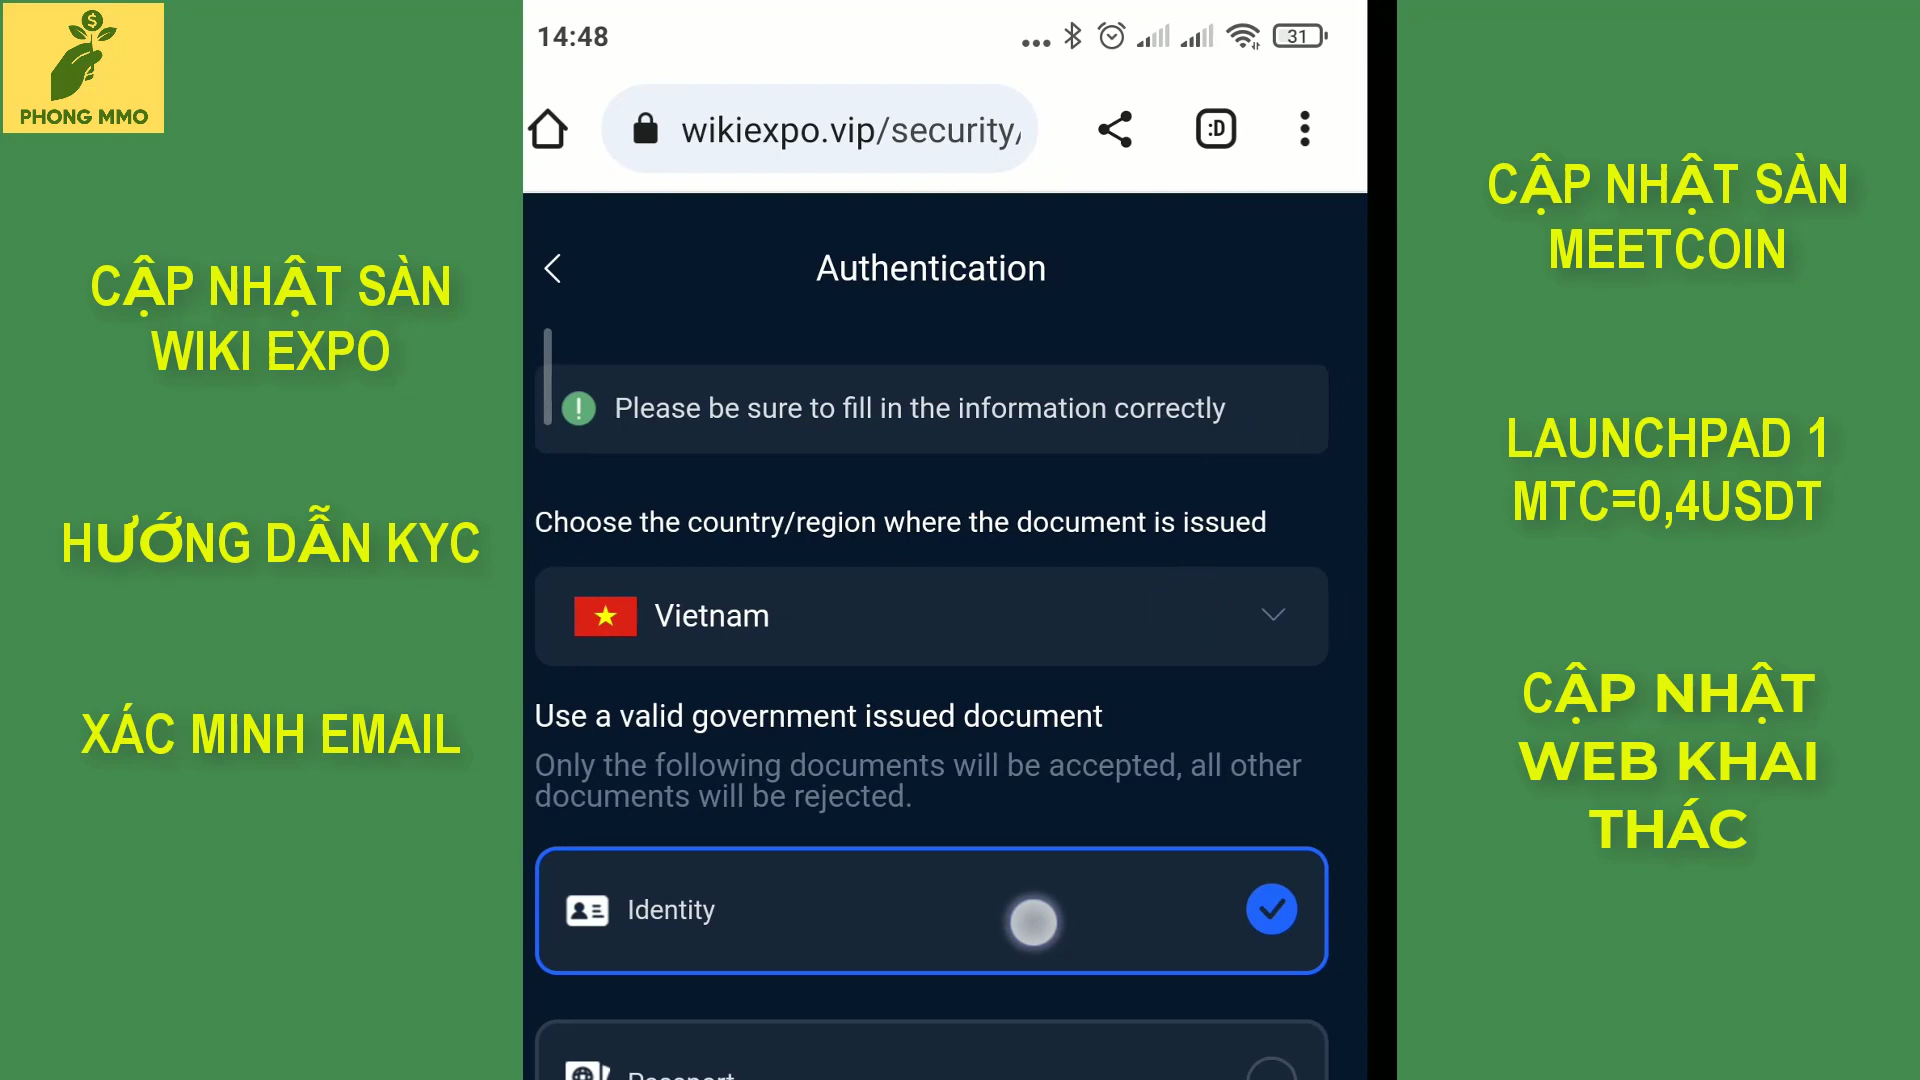 PHONG MMO
CẬP NHẬT SÀN
WIKI EXPO
HƯỚNG DẪN KYC
XÁC MINH EMAIL
14:48
31
wikiexpo.vip/security/
:D
Authentication
Please be sure to fill in the information correctly
Choose the country/region where the document is issued
Vietnam
Use a valid government issued document
Only the following documents will be accepted, all other
documents will be rejected.
Identity
Passport
CẬP NHẬT SÀN
MEETCOIN
LAUNCHPAD 1
MTC=0,4USDT
CẬP NHẬT
WEB KHAI
THÁC